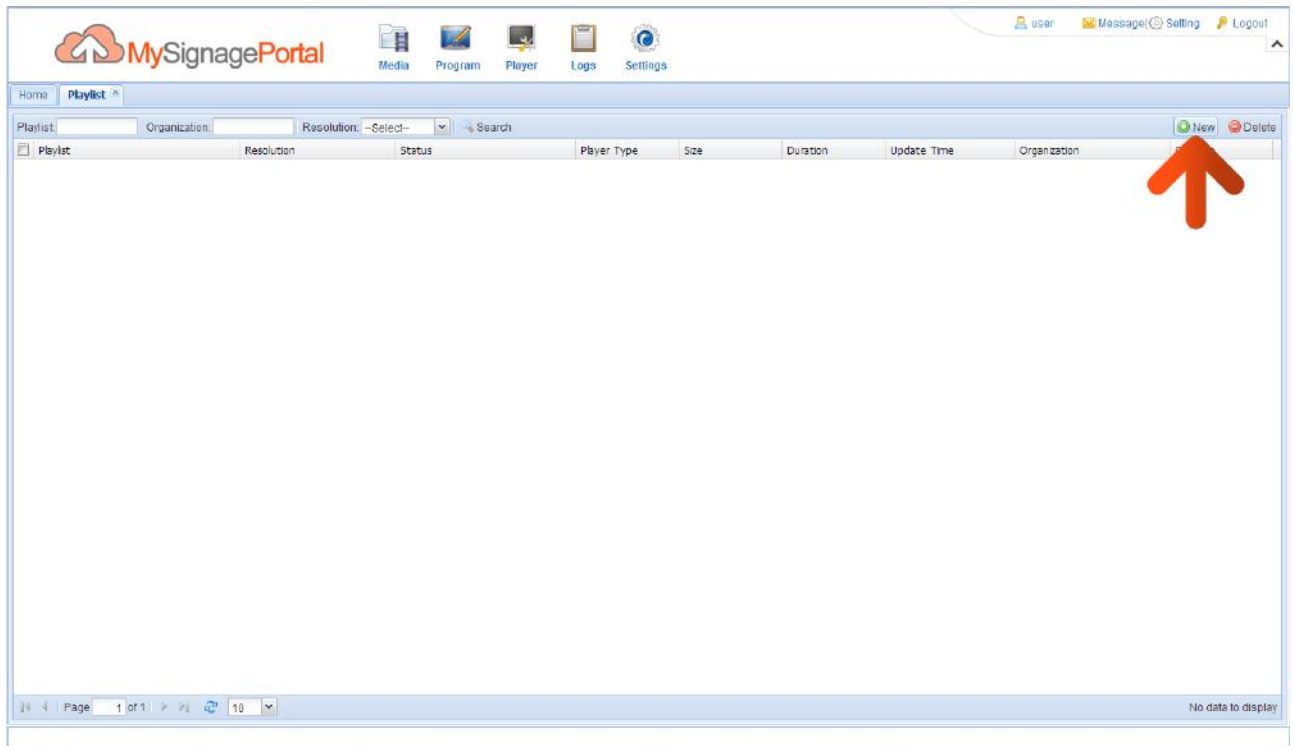 user Message( Setting Logout
MySignagePortal
Media Program Player Logs Settings
Home Playlist
Playlist: Organization: Resolution: --Select-- Search New Delete
Playlist Resolution Status Player Type Size Duration Update Time Organization
Page 1 of 1 10 No data to display